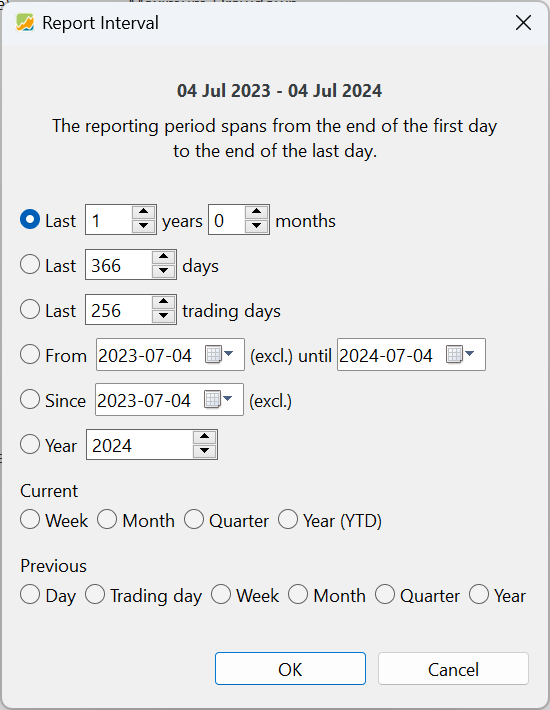 Report Interval
04 Jul 2023 - 04 Jul 2024
The reporting period spans from the end of the first day
to the end of the last day.
Last 1 years 0 months
Last 366 days
Last 256 trading days
From 2023-07-04 (excl.) until 2024-07-04
Since 2023-07-04 (excl.)
Year 2024
Current
Week Month Quarter Year (YTD)
Previous
Day Trading day Week Month Quarter Year
OK Cancel